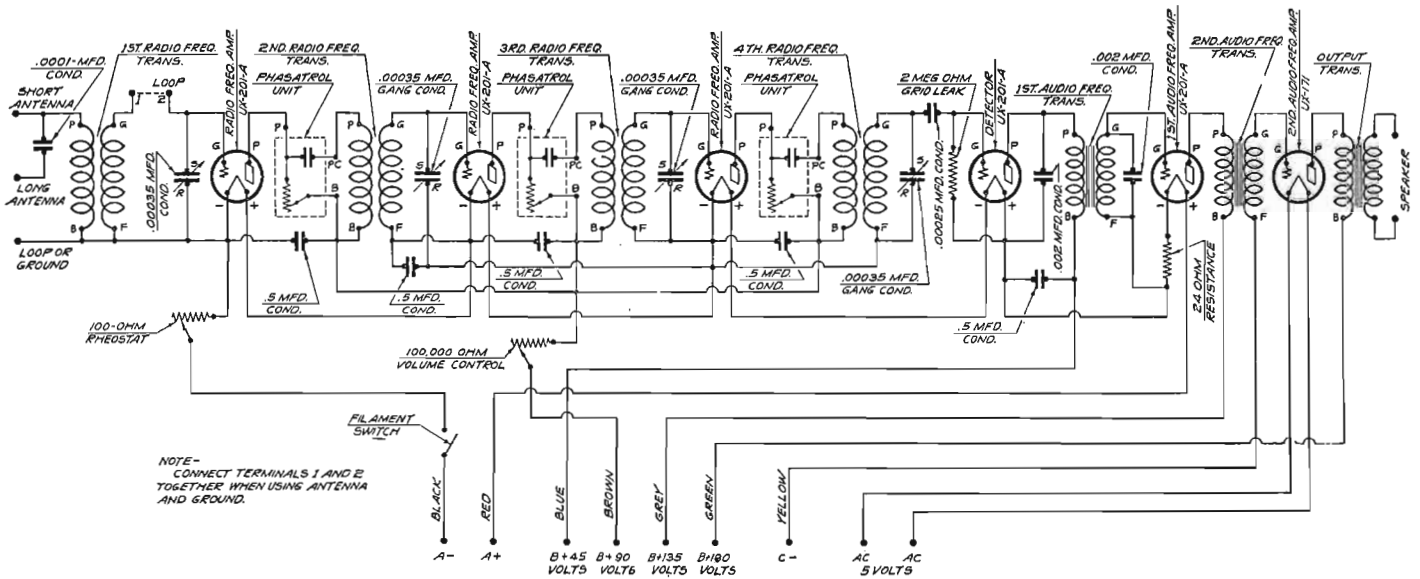 .0001-MFD.
COND.
SHORT
ANTENNA
LONG
ANTENNA
LOOP OR
GROUND
1ST. RADIO FREQ.
TRANS.
P
G
B
F
LOOP
1
2
.00035 MFD.
COND.
S
R
RADIO FREQ. AMP.
UX-201-A
G
P
-
+
2ND. RADIO FREQ.
TRANS.
PHASATROL
UNIT
P
PC
B
.5 MFD.
COND.
P
G
B
F
.00035 MFD.
GANG COND.
S
R
1.5 MFD.
COND.
RADIO FREQ. AMP.
UX-201-A
G
P
-
+
3RD. RADIO FREQ.
TRANS.
PHASATROL
UNIT
P
PC
B
.5 MFD.
COND.
P
G
B
F
.00035 MFD.
GANG COND.
S
R
RADIO FREQ. AMP.
UX-201-A
G
P
-
+
4TH. RADIO FREQ.
TRANS.
PHASATROL
UNIT
P
PC
B
.5 MFD.
COND.
P
G
B
F
S
R
.00035 MFD.
GANG COND.
2 MEG OHM
GRID LEAK
.00025 MFD. COND.
DETECTOR
UX-201-A
G
P
-
+
1ST. AUDIO FREQ.
TRANS.
.002 MFD. COND.
.5 MFD.
COND.
P
G
B
F
.002 MFD.
COND.
1ST. AUDIO FREQ. AMP.
UX-201-A
G
P
-
+
24 OHM
RESISTANCE
2ND. AUDIO FREQ.
TRANS.
P
G
B
F
2ND. AUDIO FREQ. AMP.
UX-171
G
P
OUTPUT
TRANS.
P
B
SPEAKER
100-OHM
RHEOSTAT
100,000 OHM
VOLUME CONTROL
FILAMENT
SWITCH
NOTE-
CONNECT TERMINALS 1 AND 2
TOGETHER WHEN USING ANTENNA
AND GROUND.
BLACK
RED
BLUE
BROWN
GREY
GREEN
YELLOW
A-
A+
B+45
VOLTS
B+90
VOLTS
B+135
VOLTS
B+180
VOLTS
C-
AC
AC
5 VOLTS